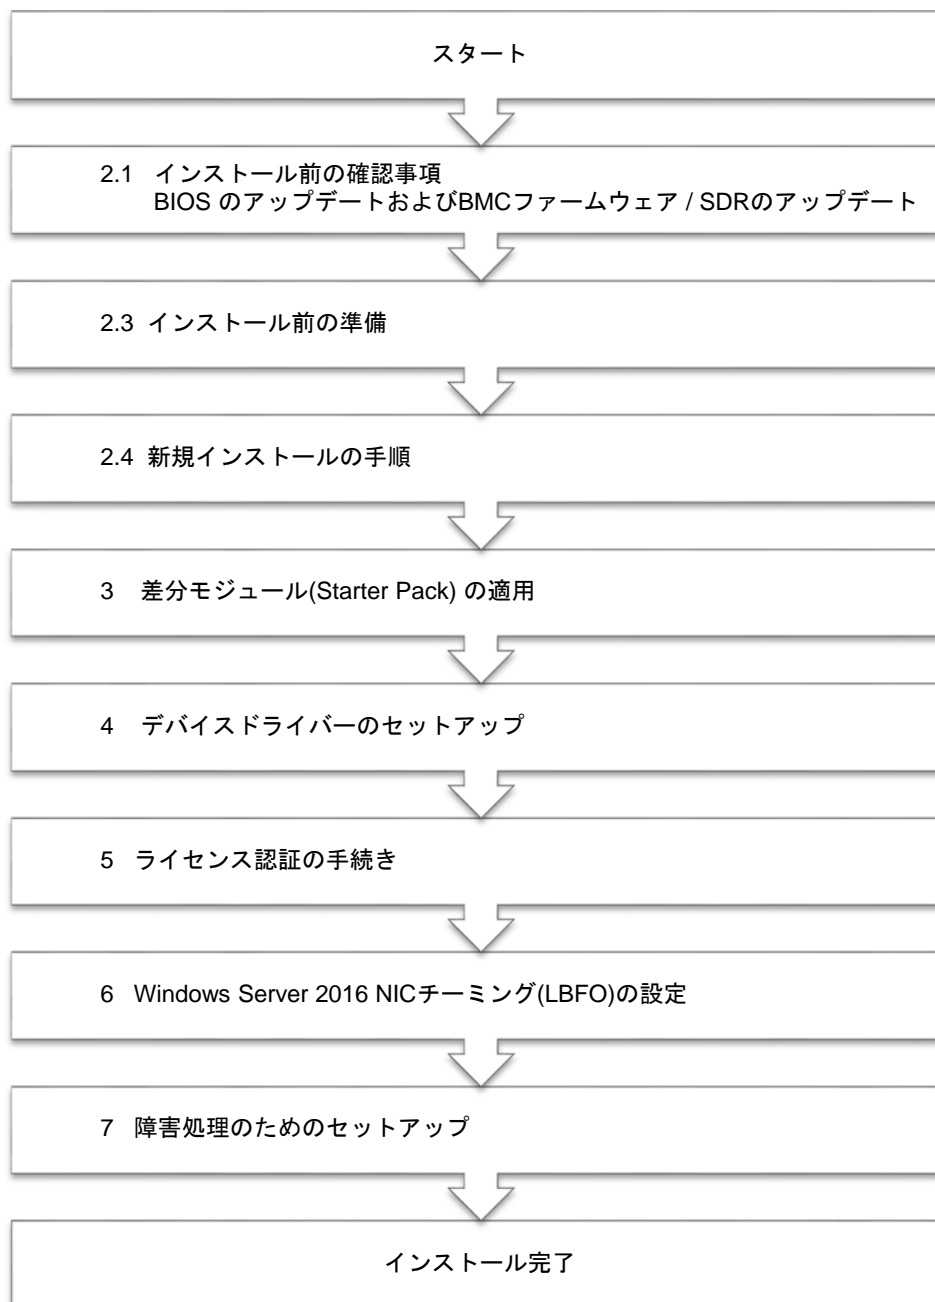 スタート
2.1 インストール前の確認事項
BIOS のアップデートおよびBMCファームウェア / SDRのアップデート
2.3 インストール前の準備
2.4 新規インストールの手順
3 差分モジュール(Starter Pack) の適用
4 デバイスドライバーのセットアップ
5 ライセンス認証の手続き
6 Windows Server 2016 NICチーミング(LBFO)の設定
7 障害処理のためのセットアップ
インストール完了